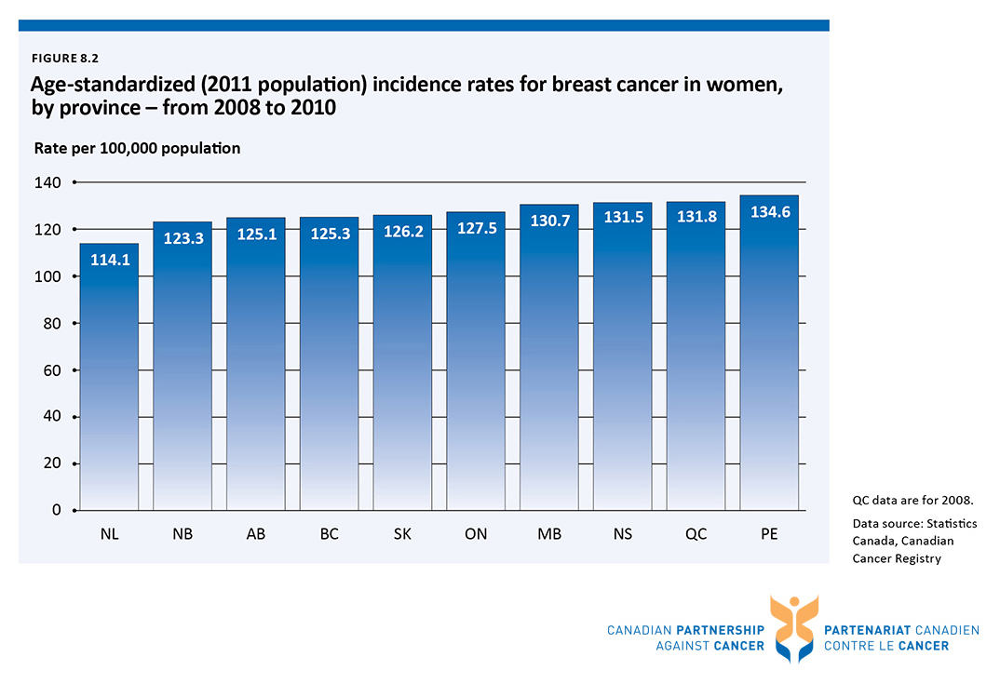 FIGURE 8.2
Age-standardized (2011 population) incidence rates for breast cancer in women,
by province – from 2008 to 2010
Rate per 100,000 population
140
120
100
80
60
40
20
0
114.1
123.3
125.1
125.3
126.2
127.5
130.7
131.5
131.8
134.6
NL NB AB BC SK ON MB NS QC PE
QC data are for 2008.
Data source: Statistics
Canada, Canadian
Cancer Registry
CANADIAN PARTNERSHIP
AGAINST CANCER
PARTENARIAT CANADIEN
CONTRE LE CANCER